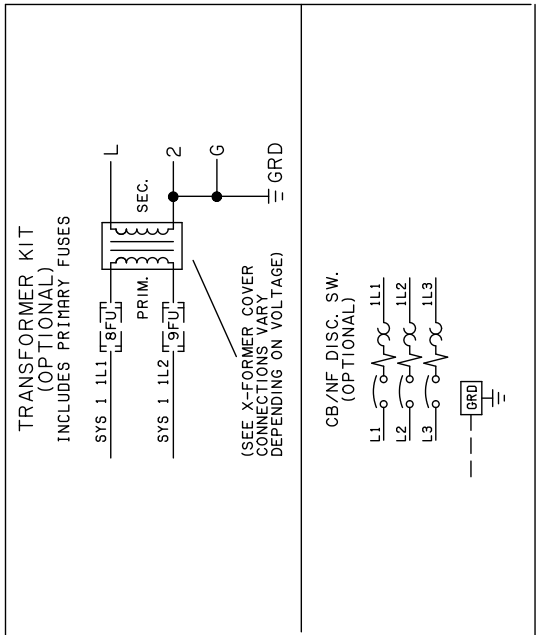 TRANSFORMER KIT
(OPTIONAL)
INCLUDES PRIMARY FUSES
SYS 1 1L1
8FU
PRIM.
SEC.
L
SYS 1 1L2
9FU
2
G
GRD
(SEE X-FORMER COVER
CONNECTIONS VARY
DEPENDING ON VOLTAGE)
CB/NF DISC. SW.
(OPTIONAL)
L1
1L1
L2
1L2
L3
1L3
GRD